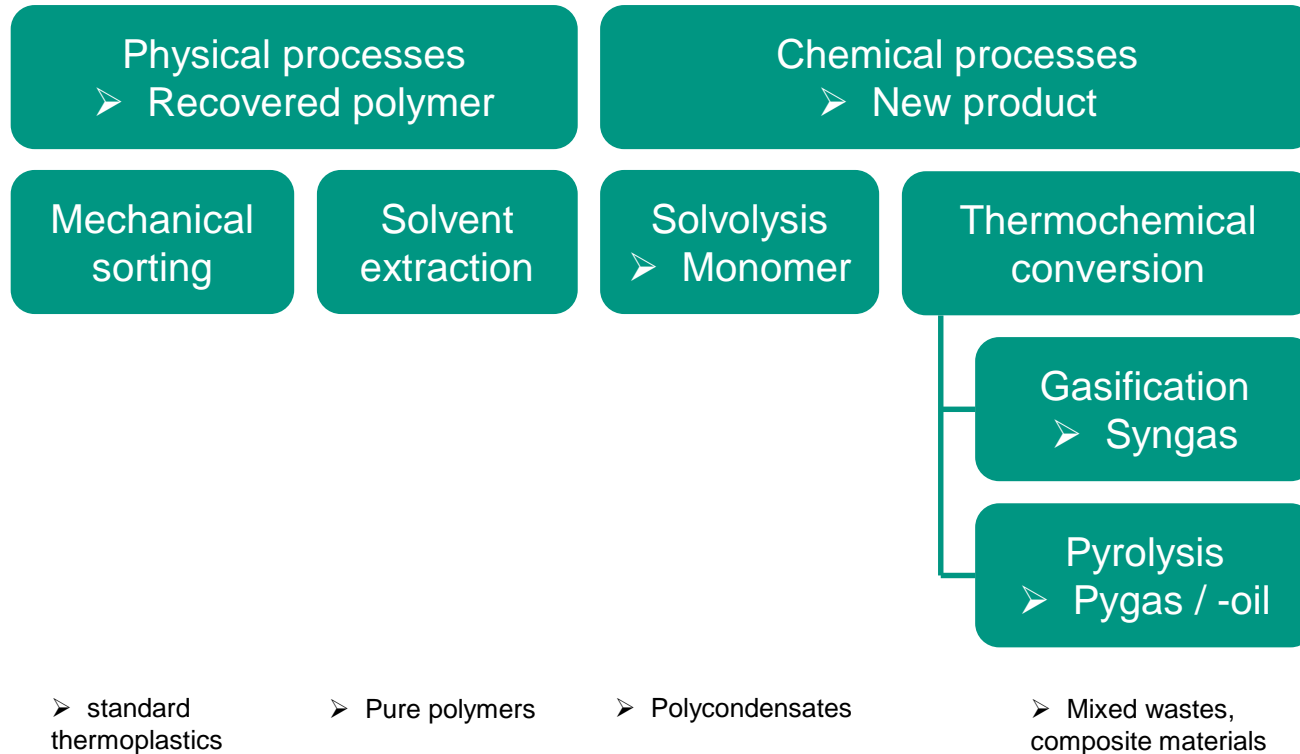 Physical processes
➢ Recovered polymer
Chemical processes
➢ New product
Mechanical
sorting
Solvent
extraction
Solvolysis
➢ Monomer
Thermochemical
conversion
Gasification
➢ Syngas
Pyrolysis
➢ Pygas / -oil
➢ standard
thermoplastics
➢ Pure polymers
➢ Polycondensates
➢ Mixed wastes,
composite materials